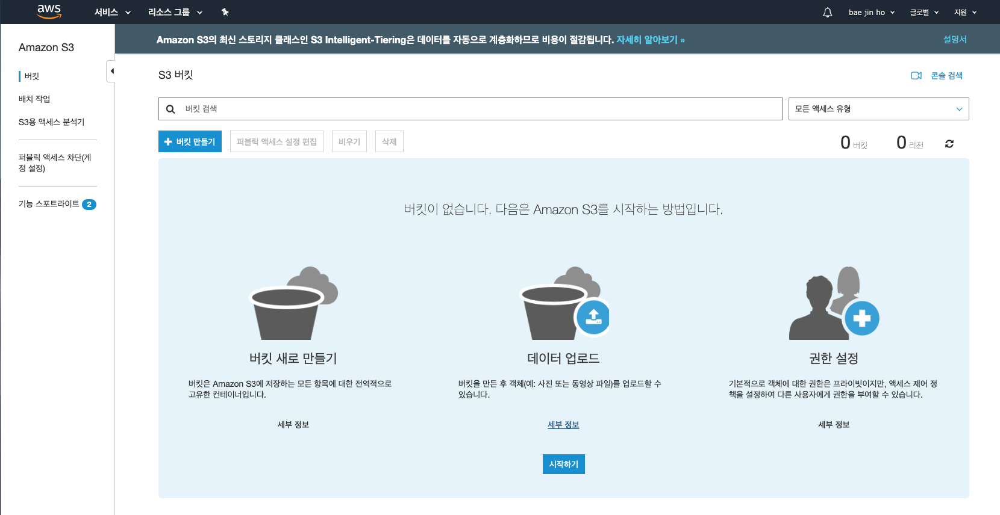 aws 서비스 리소스 그룹 bae jin ho 글로벌 지원
Amazon S3
버킷
배치 작업
S3용 액세스 분석기
퍼블릭 액세스 차단(계
정 설정)
기능 스포트라이트 2
Amazon S3의 최신 스토리지 클래스인 S3 Intelligent-Tiering은 데이터를 자동으로 계층화하므로 비용이 절감됩니다. 자세히 알아보기 » 설명서
S3 버킷 콘솔 검색
버킷 검색 모든 액세스 유형
버킷 만들기 퍼블릭 액세스 설정 편집 비우기 삭제 0 버킷 0 리전
버킷이 없습니다. 다음은 Amazon S3를 시작하는 방법입니다.
버킷 새로 만들기
버킷은 Amazon S3에 저장하는 모든 항목에 대한 전역적으로
고유한 컨테이너입니다.
세부 정보
데이터 업로드
버킷을 만든 후 객체(예: 사진 또는 동영상 파일)를 업로드할 수
있습니다.
세부 정보
권한 설정
기본적으로 객체에 대한 권한은 프라이빗이지만, 액세스 제어 정
책을 설정하여 다른 사용자에게 권한을 부여할 수 있습니다.
세부 정보
시작하기